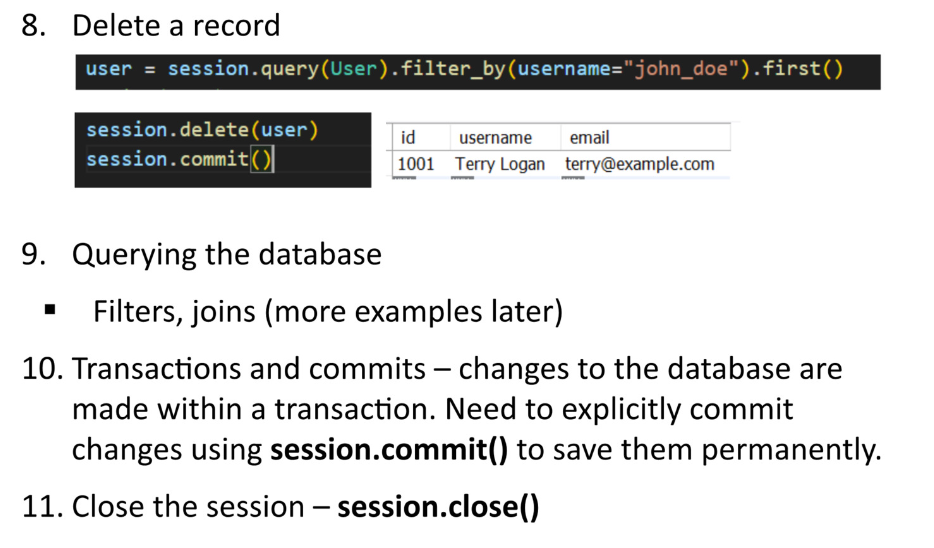 8. Delete a record
user = session.query(User).filter_by(username="john_doe").first()
session.delete(user)
session.commit()
id username email
1001 Terry Logan terry@example.com
9. Querying the database
▪ Filters, joins (more examples later)
10. Transactions and commits – changes to the database are
made within a transaction. Need to explicitly commit
changes using session.commit() to save them permanently.
11. Close the session – session.close()